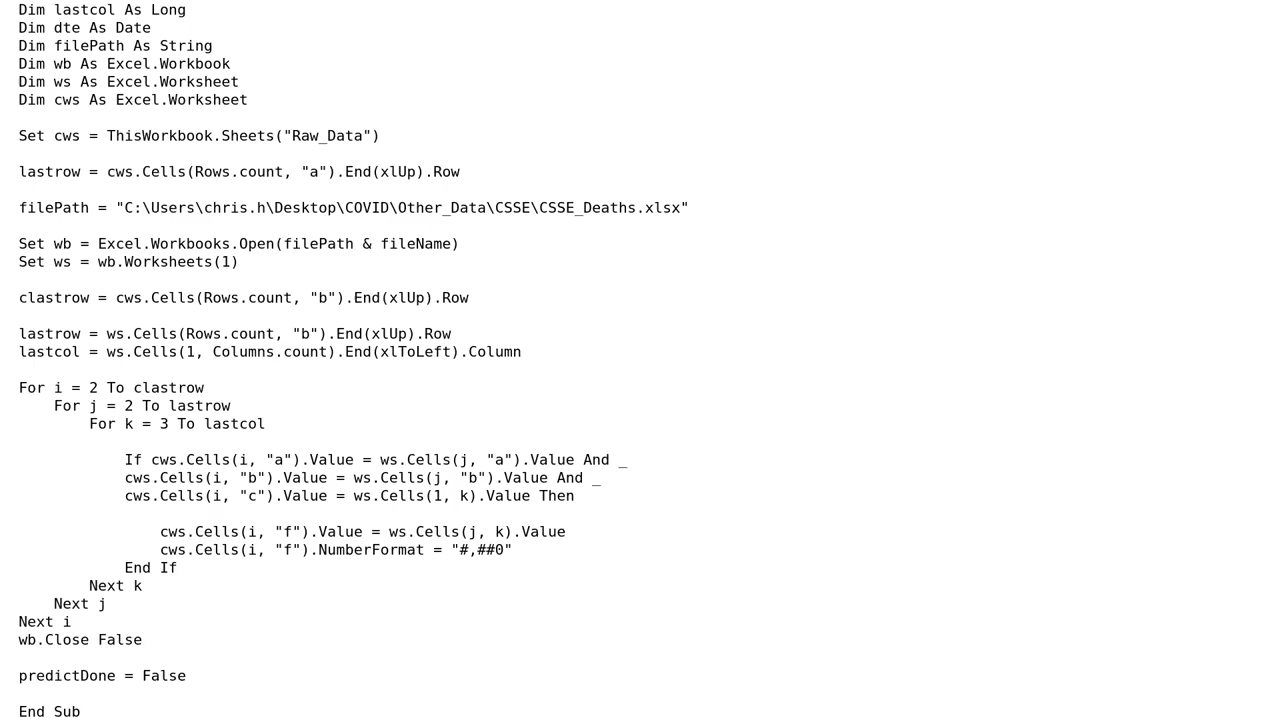 Dim lastcol As Long
Dim dte As Date
Dim filePath As String
Dim wb As Excel.Workbook
Dim ws As Excel.Worksheet
Dim cws As Excel.Worksheet
Set cws = ThisWorkbook.Sheets("Raw_Data")
lastrow = cws.Cells(Rows.count, "a").End(xlUp).Row
filePath = "C:\Users\chris.h\Desktop\COVID\Other_Data\CSSE\CSSE_Deaths.xlsx"
Set wb = Excel.Workbooks.Open(filePath & fileName)
Set ws = wb.Worksheets(1)
clastrow = cws.Cells(Rows.count, "b").End(xlUp).Row
lastrow = ws.Cells(Rows.count, "b").End(xlUp).Row
lastcol = ws.Cells(1, Columns.count).End(xlToLeft).Column
For i = 2 To clastrow
    For j = 2 To lastrow
        For k = 3 To lastcol
            If cws.Cells(i, "a").Value = ws.Cells(j, "a").Value And _
            cws.Cells(i, "b").Value = ws.Cells(j, "b").Value And _
            cws.Cells(i, "c").Value = ws.Cells(1, k).Value Then
                cws.Cells(i, "f").Value = ws.Cells(j, k).Value
                cws.Cells(i, "f").NumberFormat = "#,##0"
            End If
        Next k
    Next j
Next i
wb.Close False
predictDone = False
End Sub